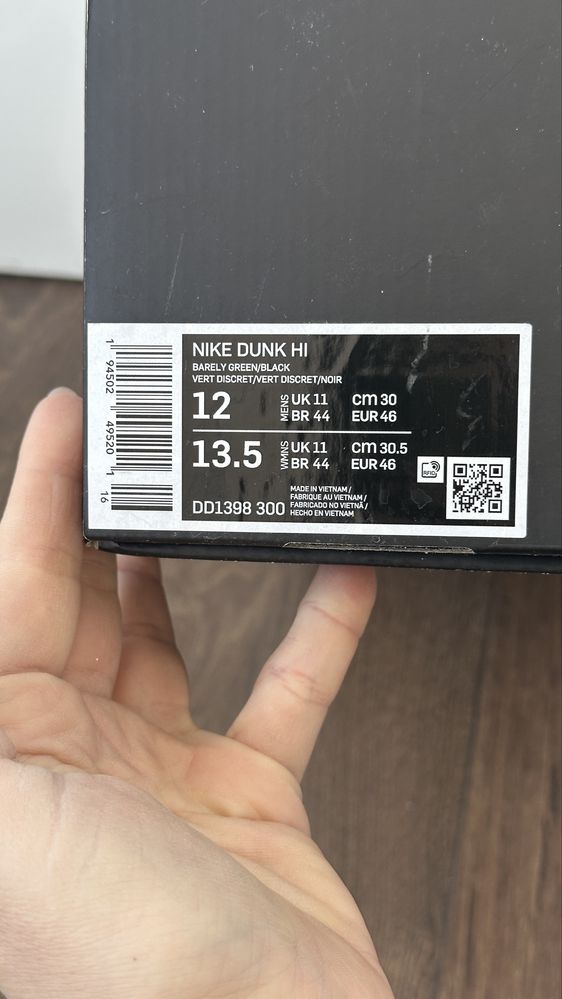 NIKE DUNK HI
BARELY GREEN/BLACK
VERT DISCRET/VERT DISCRET/NOIR
12 MENS UK 11 cm 30
BR 44 EUR 46
13.5 WMNS UK 11 cm 30.5
BR 44 EUR 46
DD1398 300
MADE IN VIETNAM /
FABRIQUE AU VIETNAM /
FABRICADO NO VIETNÃ /
HECHO EN VIETNAM
RFID
1 94502 49520 1 16